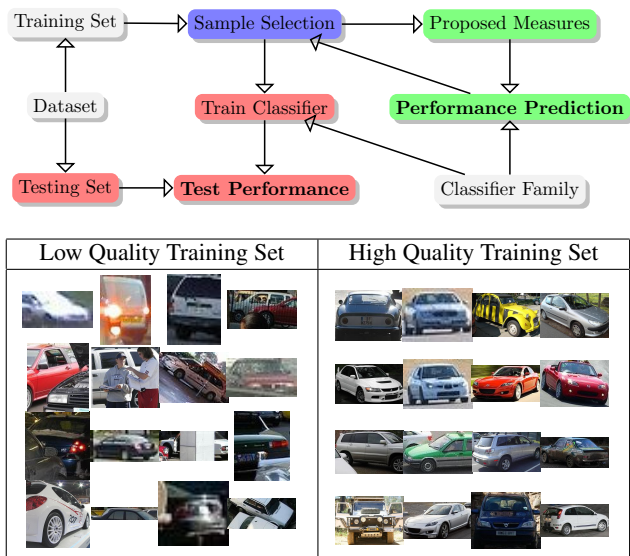 Training Set
Sample Selection
Proposed Measures
Dataset
Train Classifier
Performance Prediction
Testing Set
Test Performance
Classifier Family
Low Quality Training Set
High Quality Training Set